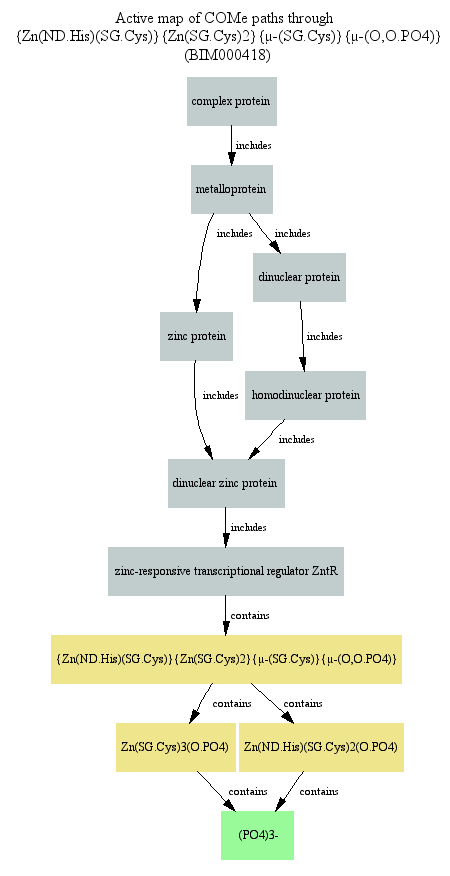 Active map of COMe paths through
{Zn(ND.His)(SG.Cys)}{Zn(SG.Cys)2}{μ-(SG.Cys)}{μ-(O,O.PO4)}
(BIM000418)
complex protein
includes
metalloprotein
includes
includes
dinuclear protein
zinc protein
includes
includes
homodinuclear protein
includes
dinuclear zinc protein
includes
zinc-responsive transcriptional regulator ZntR
contains
{Zn(ND.His)(SG.Cys)}{Zn(SG.Cys)2}{μ-(SG.Cys)}{μ-(O,O.PO4)}
contains
contains
Zn(SG.Cys)3(O.PO4)
Zn(ND.His)(SG.Cys)2(O.PO4)
contains
contains
(PO4)3-